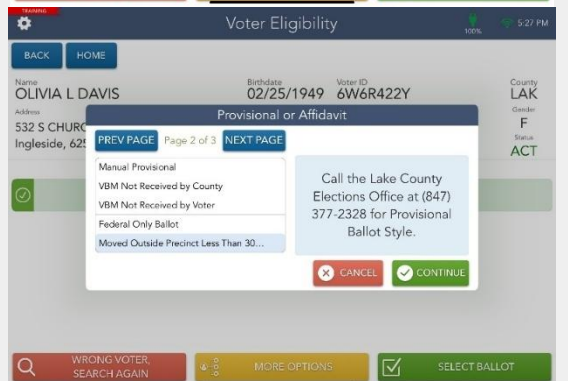 TRAINING
Voter Eligibility
100%
5:27 PM
BACK
HOME
Name
Birthdate
Voter ID
County
OLIVIA L DAVIS
02/25/1949
6W6R422Y
LAK
Address
Gender
532 S CHURC
F
Ingleside, 625
Status
ACT
Provisional or Affidavit
PREV PAGE
Page 2 of 3
NEXT PAGE
Manual Provisional
VBM Not Received by County
VBM Not Received by Voter
Federal Only Ballot
Moved Outside Precinct Less Than 30...
Call the Lake County
Elections Office at (847)
377-2328 for Provisional
Ballot Style.
CANCEL
CONTINUE
WRONG VOTER,
SEARCH AGAIN
MORE OPTIONS
SELECT BALLOT